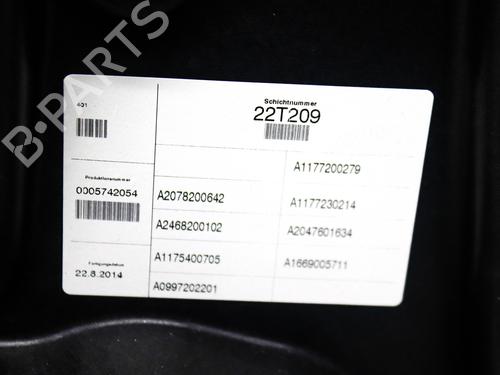 B-PARTS
401
Schichtnummer
22T209
Produktionsnummer
0005742054
Fertigungsdatum
22.8.2014
A2078200642
A2468200102
A1175400705
A0997202201
A1177200279
A1177230214
A2047601634
A1669005711